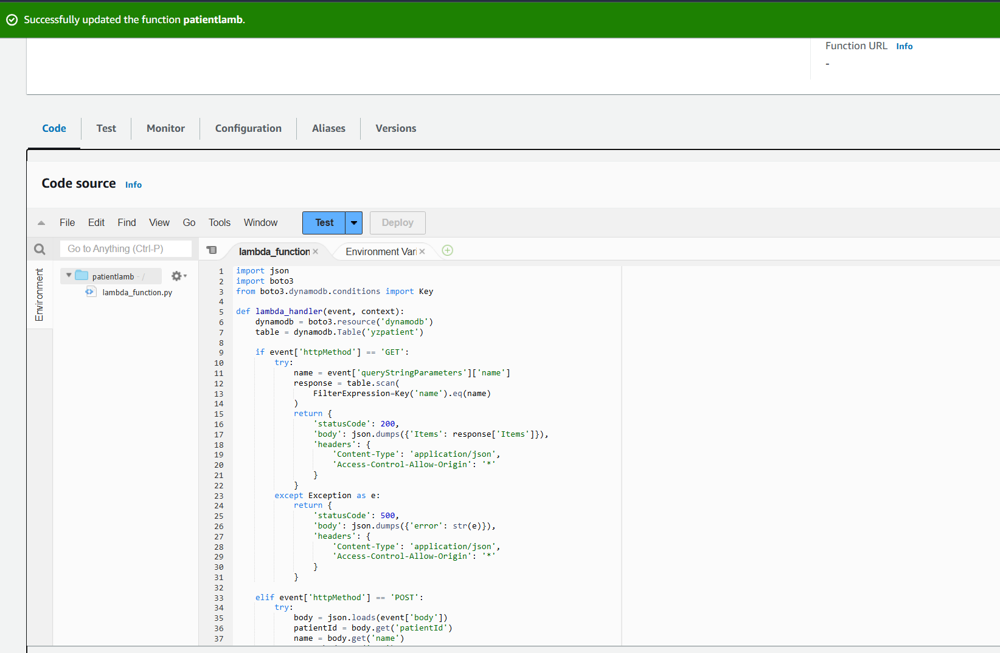 Successfully updated the function patientlamb.
Function URL Info
-
Code Test Monitor Configuration Aliases Versions
Code source Info
File Edit Find View Go Tools Window Test Deploy
Go to Anything (Ctrl-P)
lambda_function × Environment Vari ×
Environment
patientlamb - /
lambda_function.py
1 import json
2 import boto3
3 from boto3.dynamodb.conditions import Key
4
5 def lambda_handler(event, context):
6     dynamodb = boto3.resource('dynamodb')
7     table = dynamodb.Table('yzpatient')
8
9     if event['httpMethod'] == 'GET':
10         try:
11             name = event['queryStringParameters']['name']
12             response = table.scan(
13                 FilterExpression=Key('name').eq(name)
14             )
15             return {
16                 'statusCode': 200,
17                 'body': json.dumps({'Items': response['Items']}),
18                 'headers': {
19                     'Content-Type': 'application/json',
20                     'Access-Control-Allow-Origin': '*'
21                 }
22             }
23         except Exception as e:
24             return {
25                 'statusCode': 500,
26                 'body': json.dumps({'error': str(e)}),
27                 'headers': {
28                     'Content-Type': 'application/json',
29                     'Access-Control-Allow-Origin': '*'
30                 }
31             }
32
33     elif event['httpMethod'] == 'POST':
34         try:
35             body = json.loads(event['body'])
36             patientId = body.get('patientId')
37             name = body.get('name')